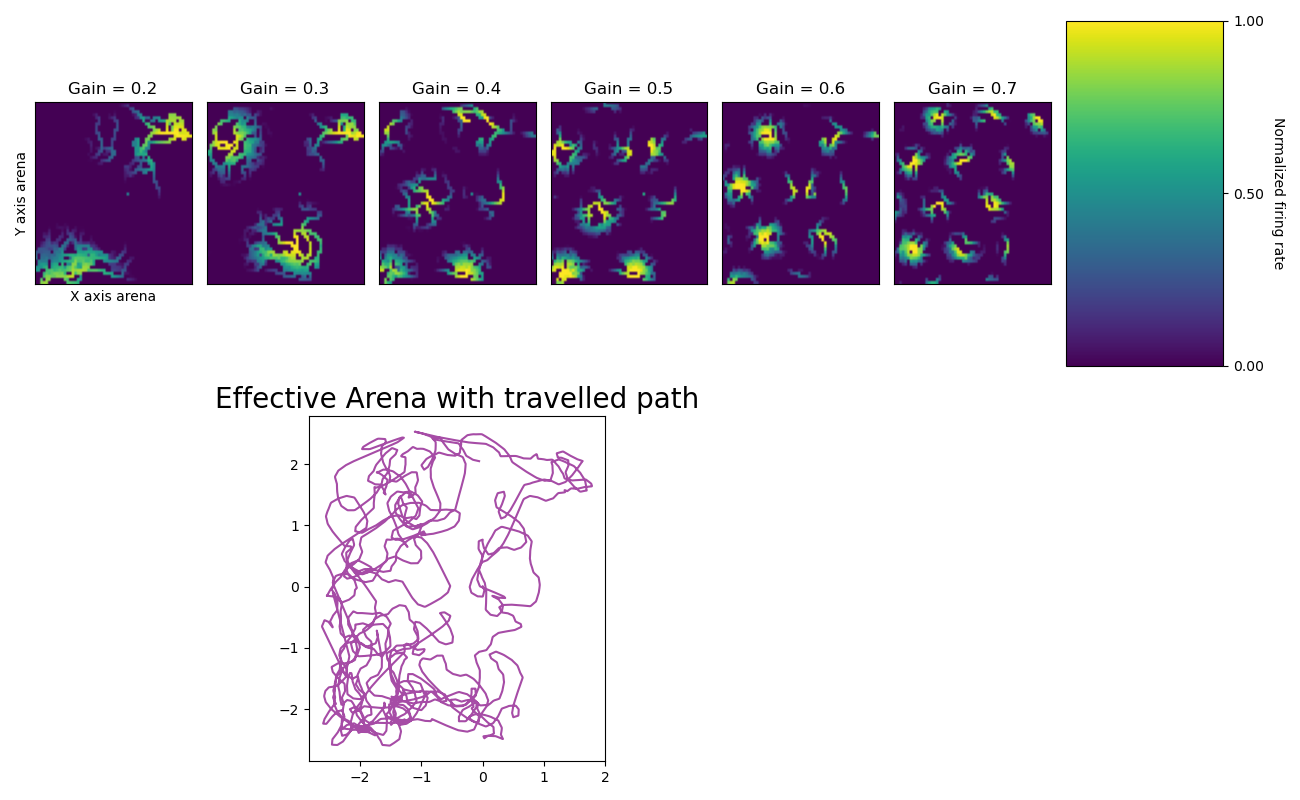 Gain = 0.2
Gain = 0.3
Gain = 0.4
Gain = 0.5
Gain = 0.6
Gain = 0.7
Y axis arena
X axis arena
1.00
0.50
0.00
Normalized firing rate
Effective Arena with travelled path
2
1
0
−1
−2
−2
−1
0
1
2